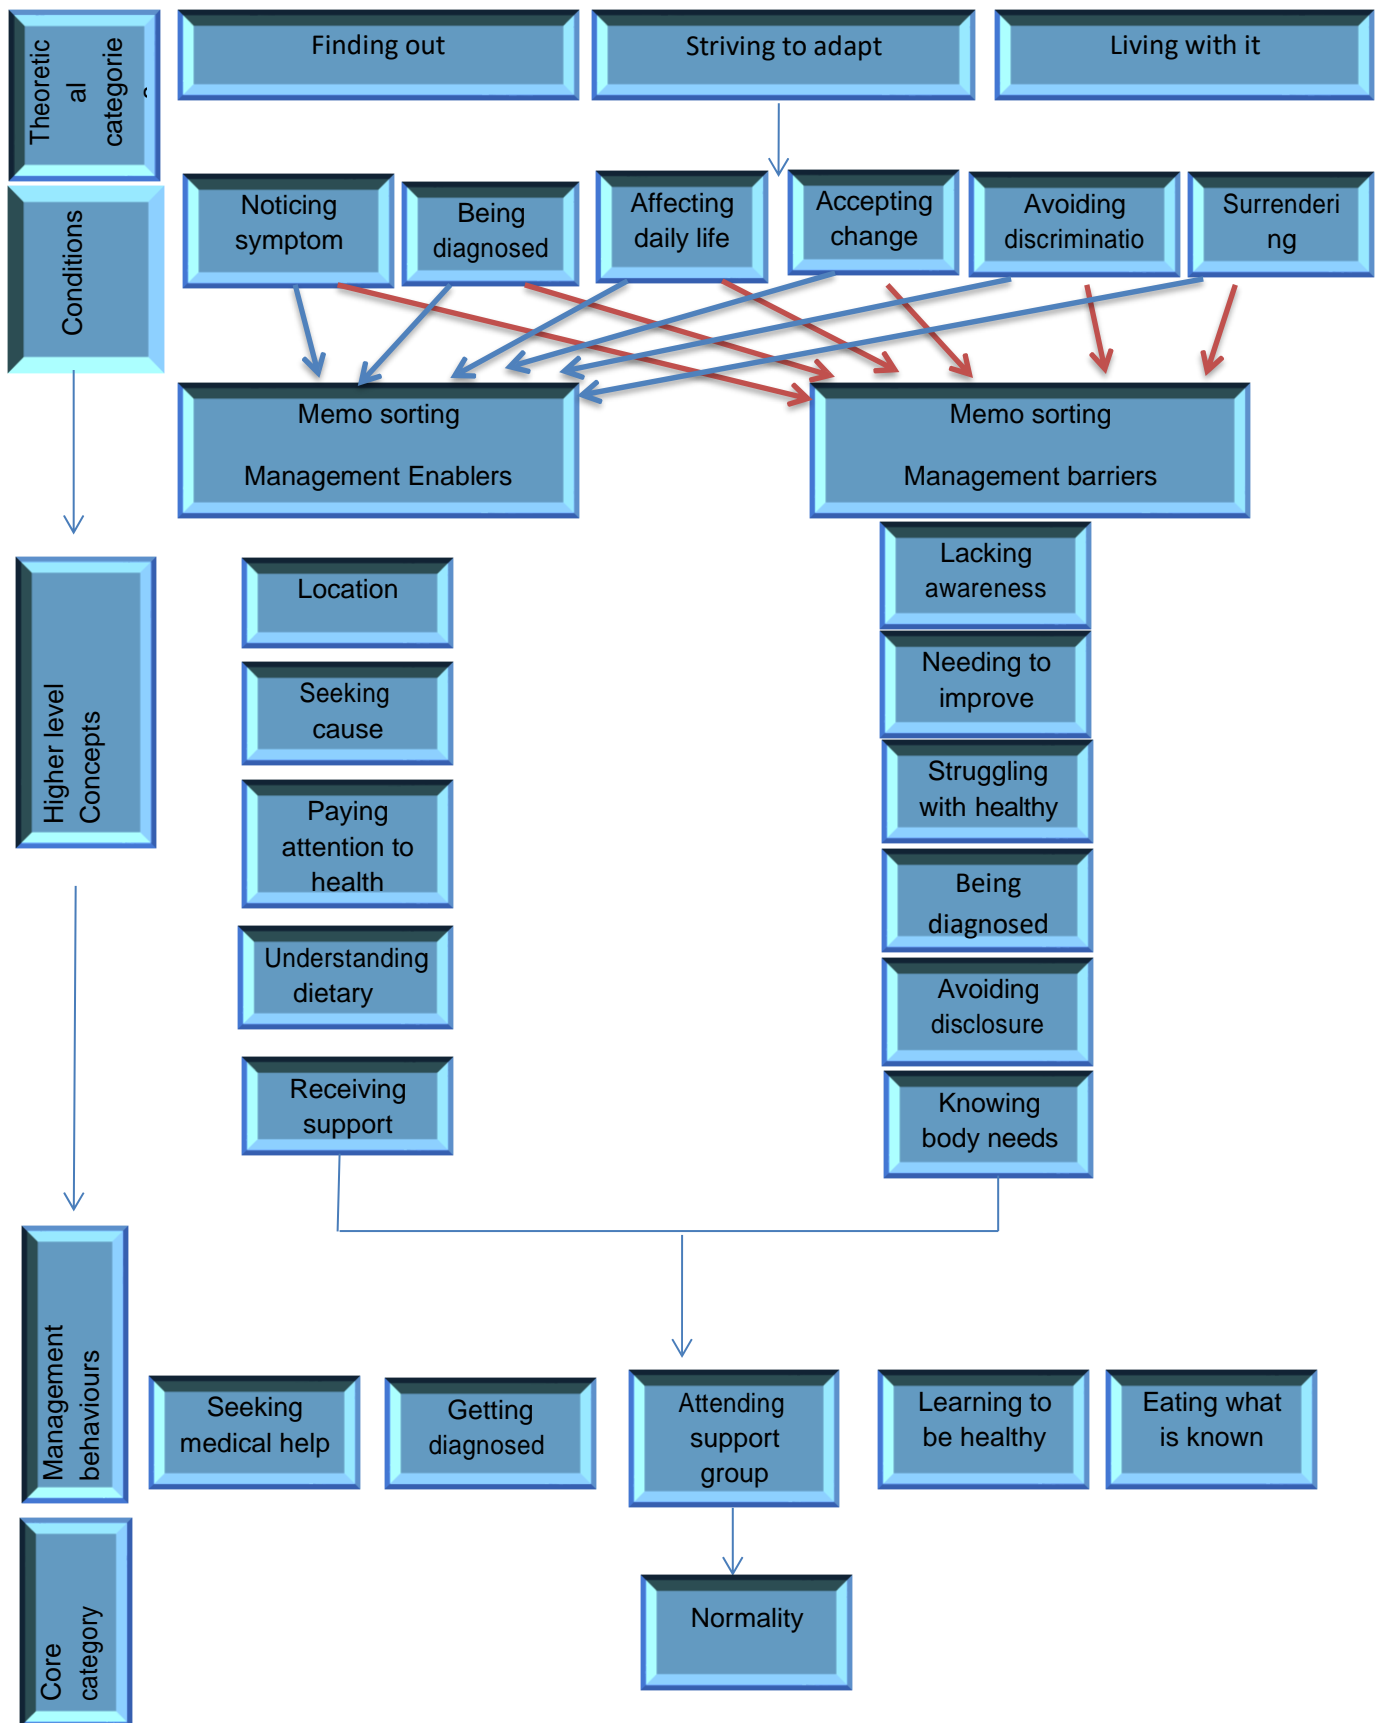 Theoretic
al
categorie
Finding out
Striving to adapt
Living with it
Conditions
Noticing
symptom
Being
diagnosed
Affecting
daily life
Accepting
change
Avoiding
discriminatio
Surrenderi
ng
Memo sorting
Management Enablers
Memo sorting
Management barriers
Higher level
Concepts
Location
Seeking
cause
Paying
attention to
health
Understanding
dietary
Receiving
support
Lacking
awareness
Needing to
improve
Struggling
with healthy
Being
diagnosed
Avoiding
disclosure
Knowing
body needs
Management
behaviours
Seeking
medical help
Getting
diagnosed
Attending
support
group
Learning to
be healthy
Eating what
is known
Core
category
Normality